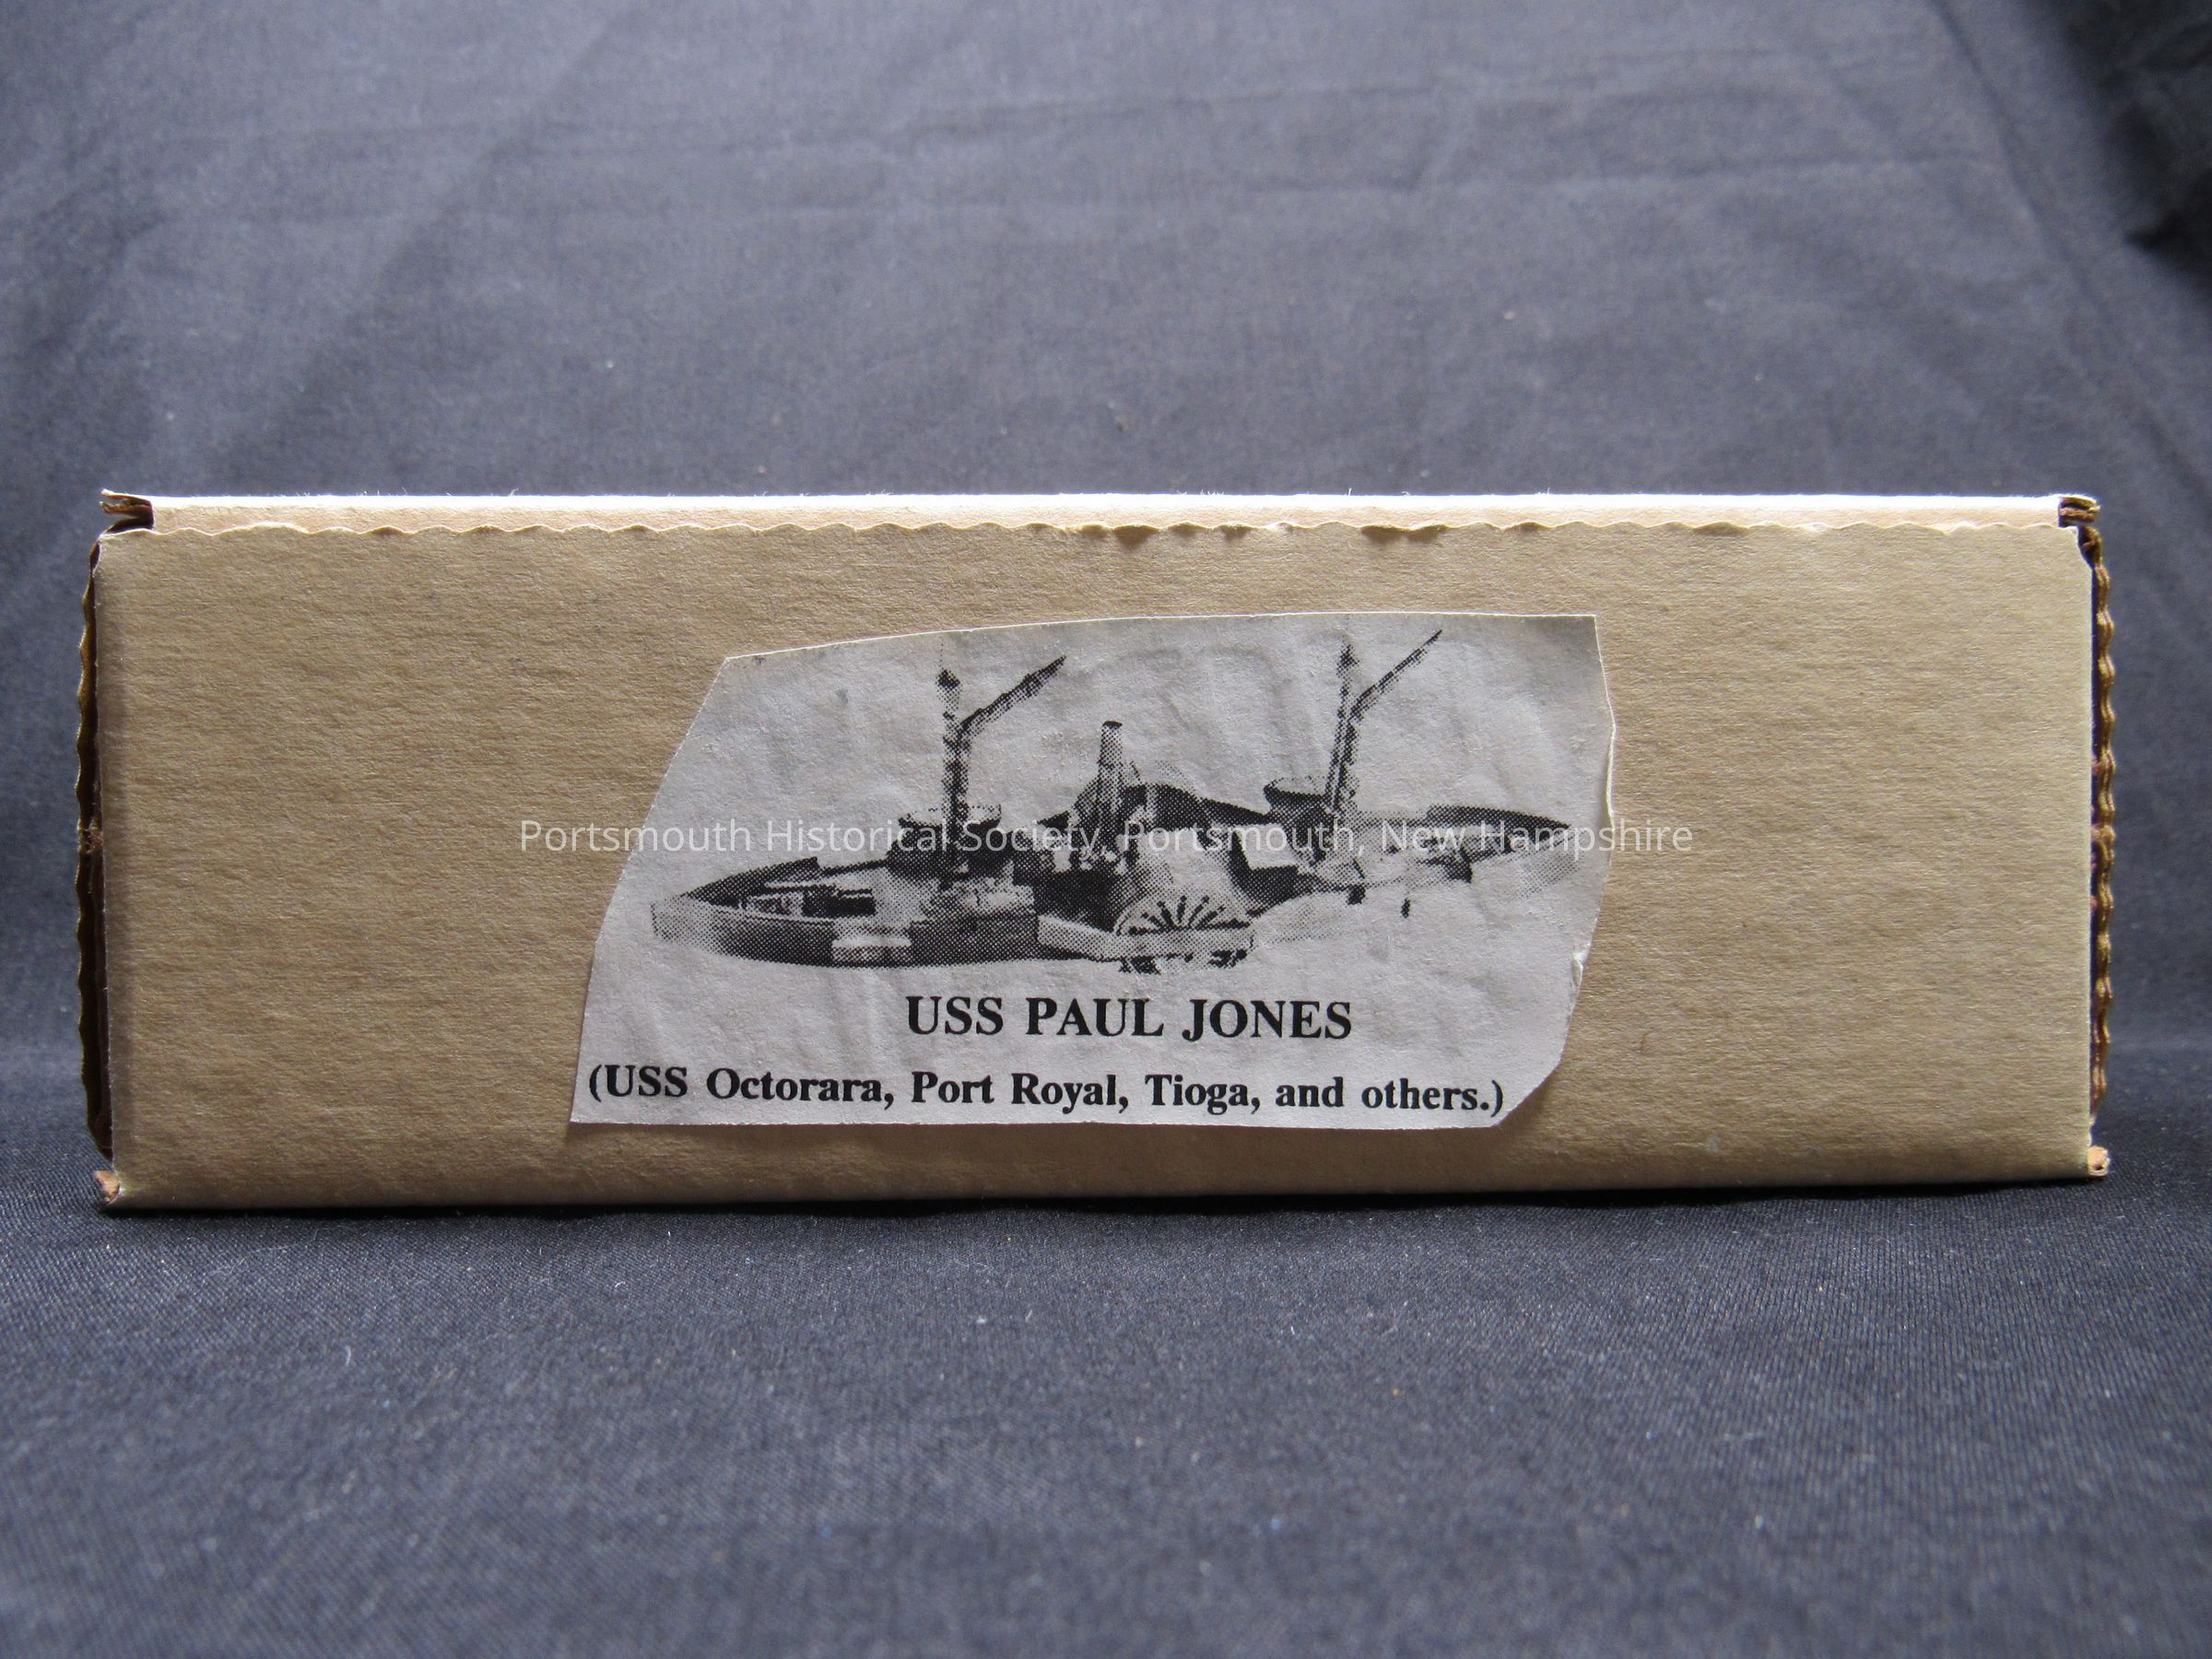 Portsmouth Historical Society, Portsmouth, New Hampshire
USS PAUL JONES
(USS Octorara, Port Royal, Tioga, and others.)